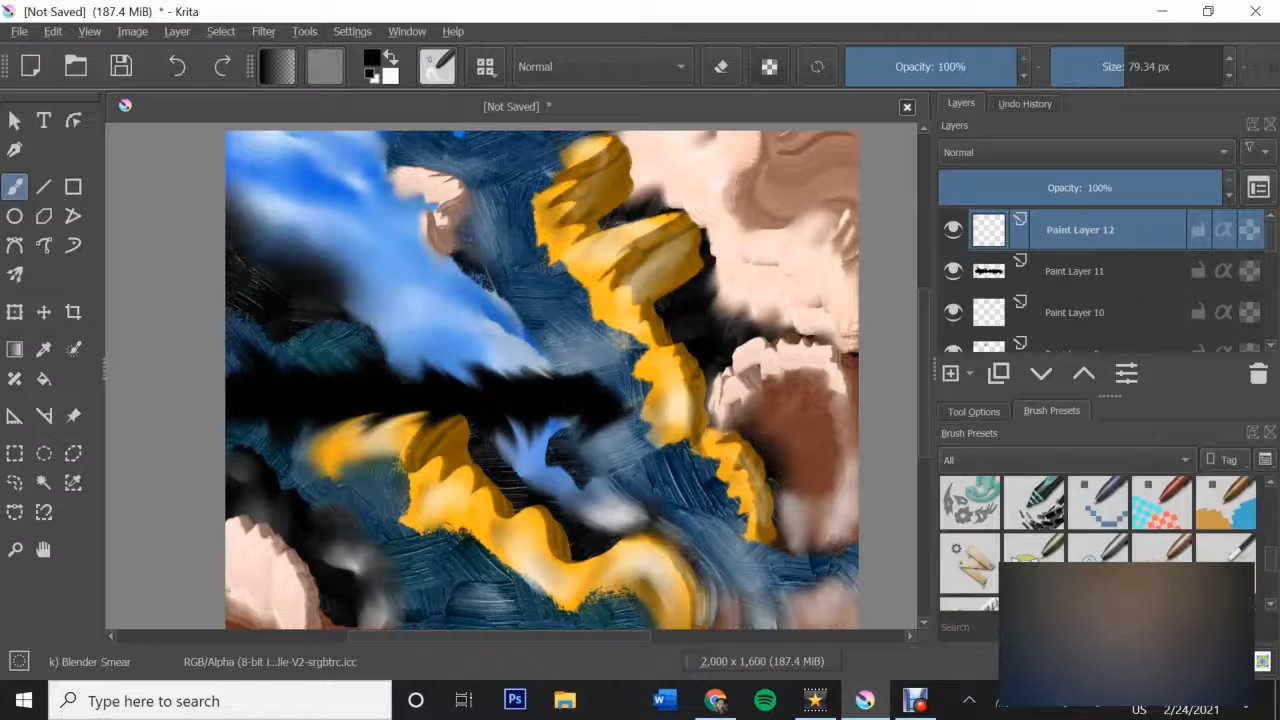 [Not Saved] (187.4 MiB) * - Krita
File Edit View Image Layer Select Filter Tools Settings Window Help
Normal
Opacity: 100%
Size: 79.34 px
[Not Saved] *
Layers Undo History
Layers
Normal
Opacity: 100%
Paint Layer 12
Paint Layer 11
Paint Layer 10
Tool Options Brush Presets
Brush Presets
All
Tag
Search
k) Blender Smear
RGB/Alpha (8-bit i...lle-V2-srgbtrc.icc
2,000 x 1,600 (187.4 MiB)
Type here to search
US
2/24/2021